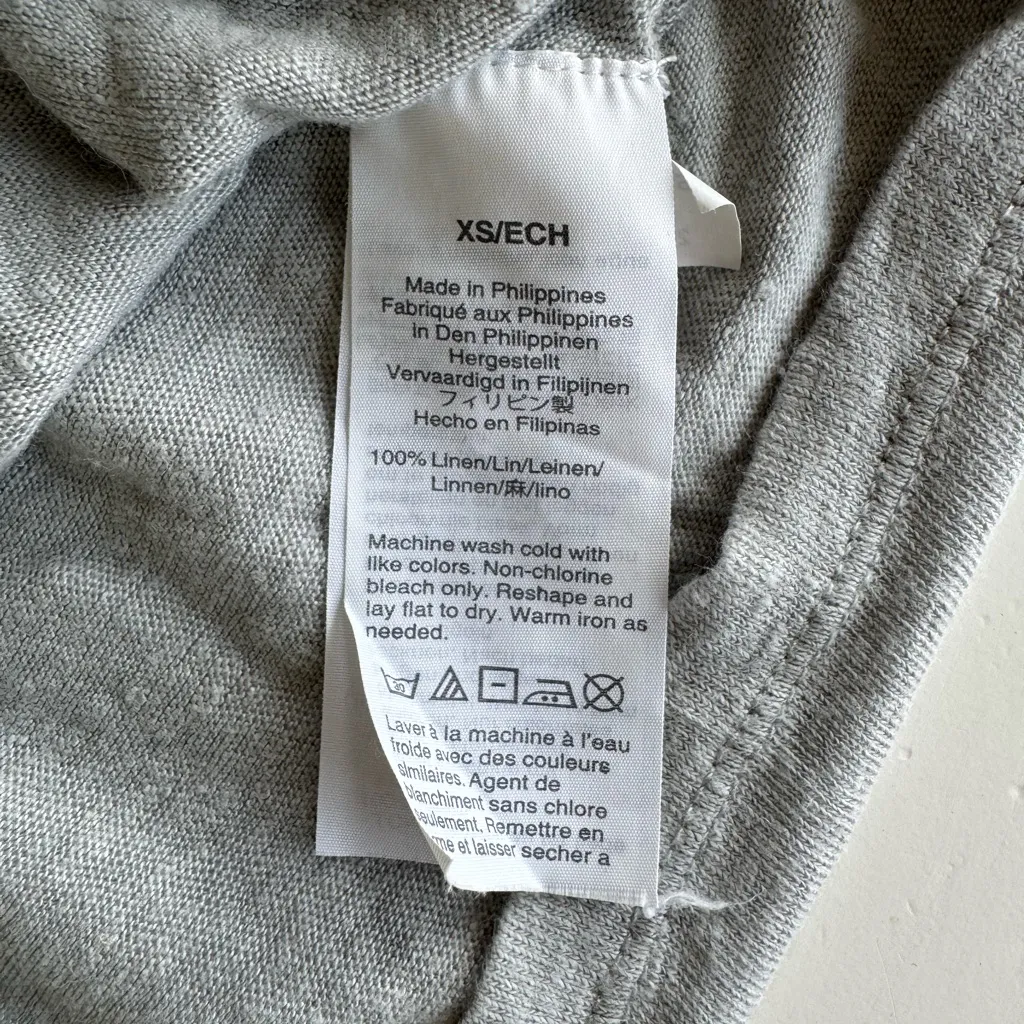 XS/ECH
Made in Philippines
Fabriqué aux Philippines
In Den Philippinen
Hergestellt
Vervaardigd in Filipijnen
フィリピン製
Hecho en Filipinas
100% Linen/Lin/Leinen/
Linnen/麻/lino
Machine wash cold with
like colors. Non-chlorine
bleach only. Reshape and
lay flat to dry. Warm iron as
needed.
30
Laver à la machine à l'eau
froide avec des couleurs
similaires. Agent de
blanchiment sans chlore
seulement. Remettre en
et laisser secher a